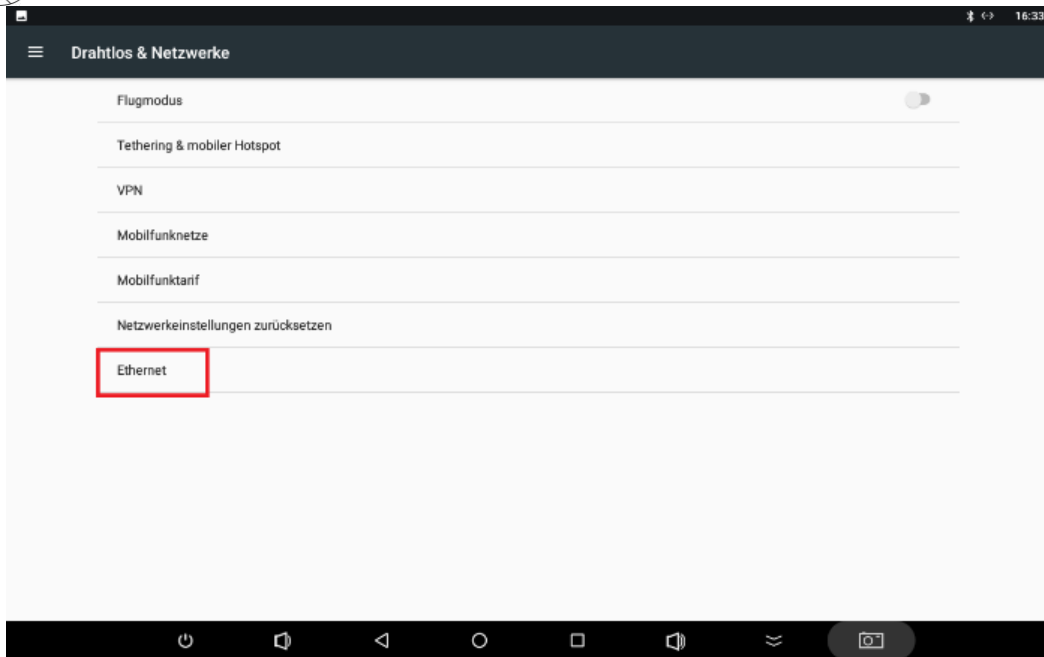 16:33
Drahtlos & Netzwerke
Flugmodus
Tethering & mobiler Hotspot
VPN
Mobilfunknetze
Mobilfunktarif
Netzwerkeinstellungen zurücksetzen
Ethernet